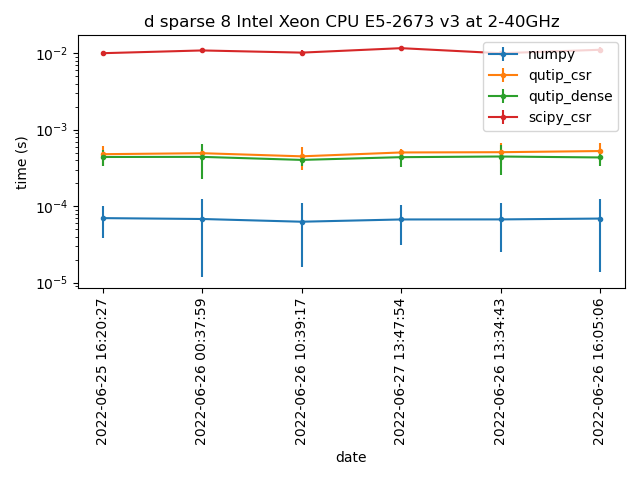 d sparse 8 Intel Xeon CPU E5-2673 v3 at 2-40GHz
numpy
qutip_csr
qutip_dense
scipy_csr
time (s)
10⁻²
10⁻³
10⁻⁴
10⁻⁵
2022-06-25 16:20:27
2022-06-26 00:37:59
2022-06-26 10:39:17
2022-06-27 13:47:54
2022-06-26 13:34:43
2022-06-26 16:05:06
date